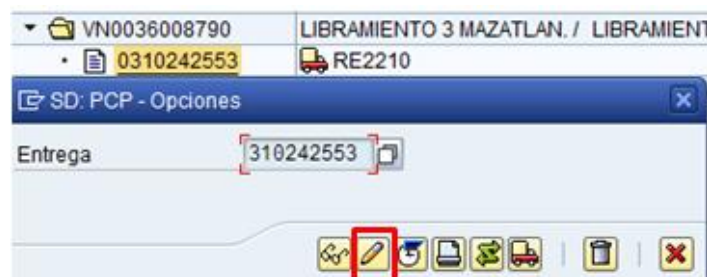 VN0036008790 LIBRAMIENTO 3 MAZATLAN. / LIBRAMIENT
0310242553 RE2210
SD: PCP - Opciones
Entrega 310242553